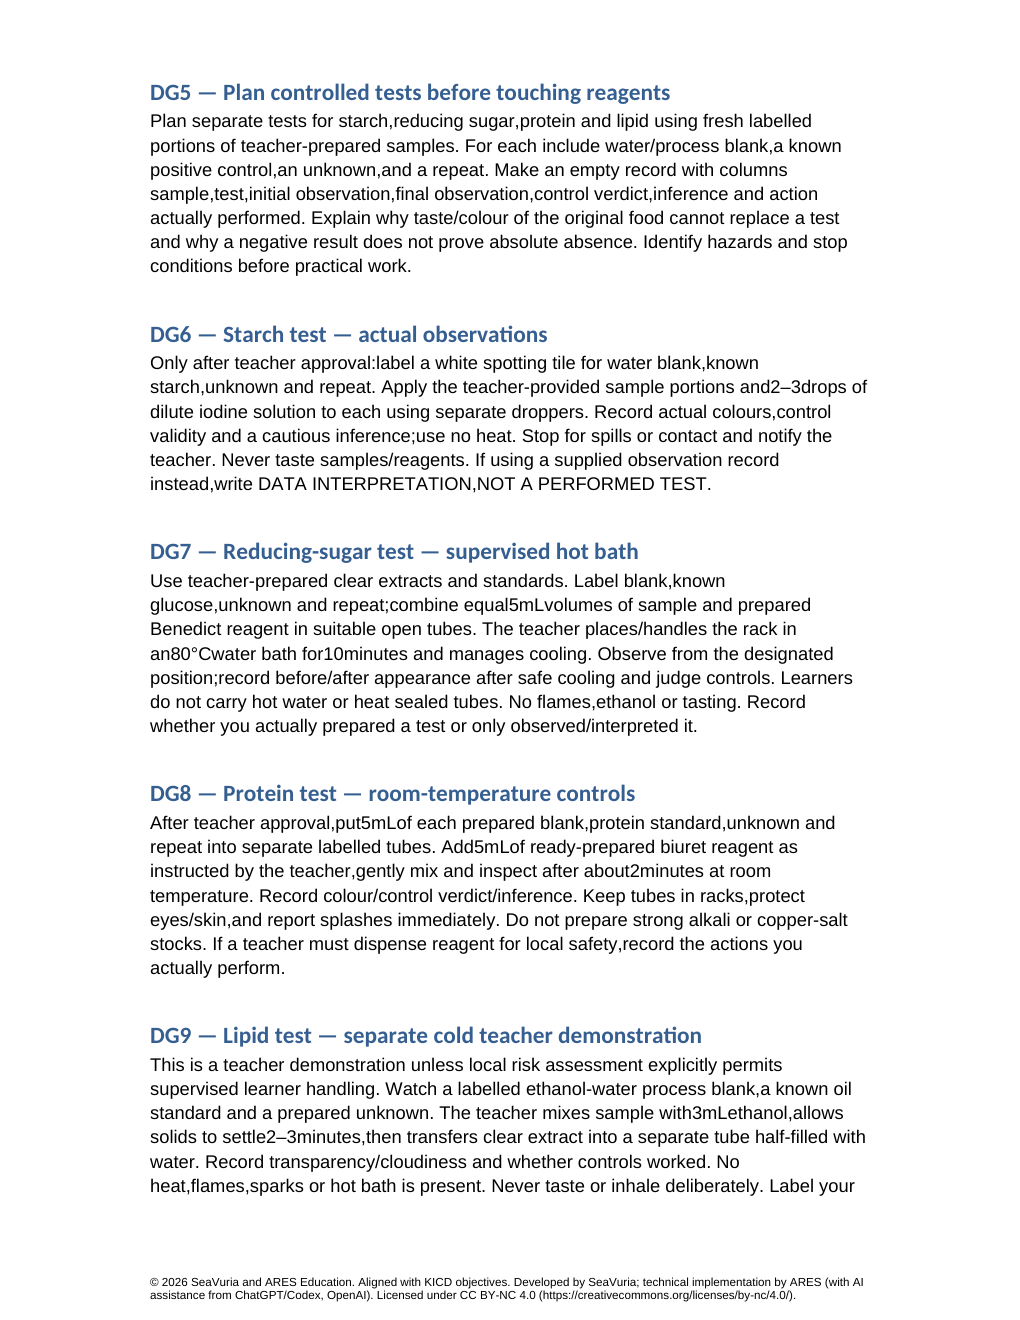 DG5 — Plan controlled tests before touching reagents
Plan separate tests for starch,reducing sugar,protein and lipid using fresh labelled
portions of teacher-prepared samples. For each include water/process blank,a known
positive control,an unknown,and a repeat. Make an empty record with columns
sample,test,initial observation,final observation,control verdict,inference and action
actually performed. Explain why taste/colour of the original food cannot replace a test
and why a negative result does not prove absolute absence. Identify hazards and stop
conditions before practical work.
DG6 — Starch test — actual observations
Only after teacher approval:label a white spotting tile for water blank,known
starch,unknown and repeat. Apply the teacher-provided sample portions and2–3drops of
dilute iodine solution to each using separate droppers. Record actual colours,control
validity and a cautious inference;use no heat. Stop for spills or contact and notify the
teacher. Never taste samples/reagents. If using a supplied observation record
instead,write DATA INTERPRETATION,NOT A PERFORMED TEST.
DG7 — Reducing-sugar test — supervised hot bath
Use teacher-prepared clear extracts and standards. Label blank,known
glucose,unknown and repeat;combine equal5mLvolumes of sample and prepared
Benedict reagent in suitable open tubes. The teacher places/handles the rack in
an80°Cwater bath for10minutes and manages cooling. Observe from the designated
position;record before/after appearance after safe cooling and judge controls. Learners
do not carry hot water or heat sealed tubes. No flames,ethanol or tasting. Record
whether you actually prepared a test or only observed/interpreted it.
DG8 — Protein test — room-temperature controls
After teacher approval,put5mLof each prepared blank,protein standard,unknown and
repeat into separate labelled tubes. Add5mLof ready-prepared biuret reagent as
instructed by the teacher,gently mix and inspect after about2minutes at room
temperature. Record colour/control verdict/inference. Keep tubes in racks,protect
eyes/skin,and report splashes immediately. Do not prepare strong alkali or copper-salt
stocks. If a teacher must dispense reagent for local safety,record the actions you
actually perform.
DG9 — Lipid test — separate cold teacher demonstration
This is a teacher demonstration unless local risk assessment explicitly permits
supervised learner handling. Watch a labelled ethanol-water process blank,a known oil
standard and a prepared unknown. The teacher mixes sample with3mLethanol,allows
solids to settle2–3minutes,then transfers clear extract into a separate tube half-filled with
water. Record transparency/cloudiness and whether controls worked. No
heat,flames,sparks or hot bath is present. Never taste or inhale deliberately. Label your
© 2026 SeaVuria and ARES Education. Aligned with KICD objectives. Developed by SeaVuria; technical implementation by ARES (with AI
assistance from ChatGPT/Codex, OpenAI). Licensed under CC BY-NC 4.0 (https://creativecommons.org/licenses/by-nc/4.0/).